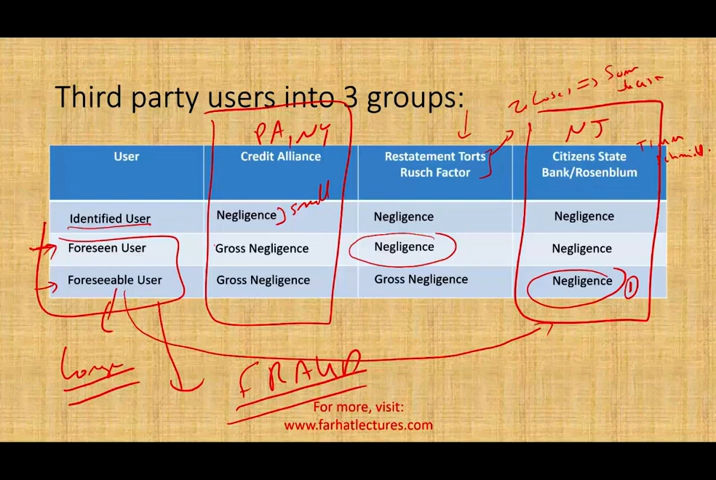 Third party users into 3 groups:
PA, NY
NJ
User
Credit Alliance
Restatement Torts
Rusch Factor
Citizens State
Bank/Rosenblum
Identified User
Negligence
small
Negligence
Negligence
Foreseen User
Gross Negligence
Negligence
Negligence
Foreseeable User
Gross Negligence
Gross Negligence
Negligence
1
FRAUD
For more, visit:
www.farhatlectures.com